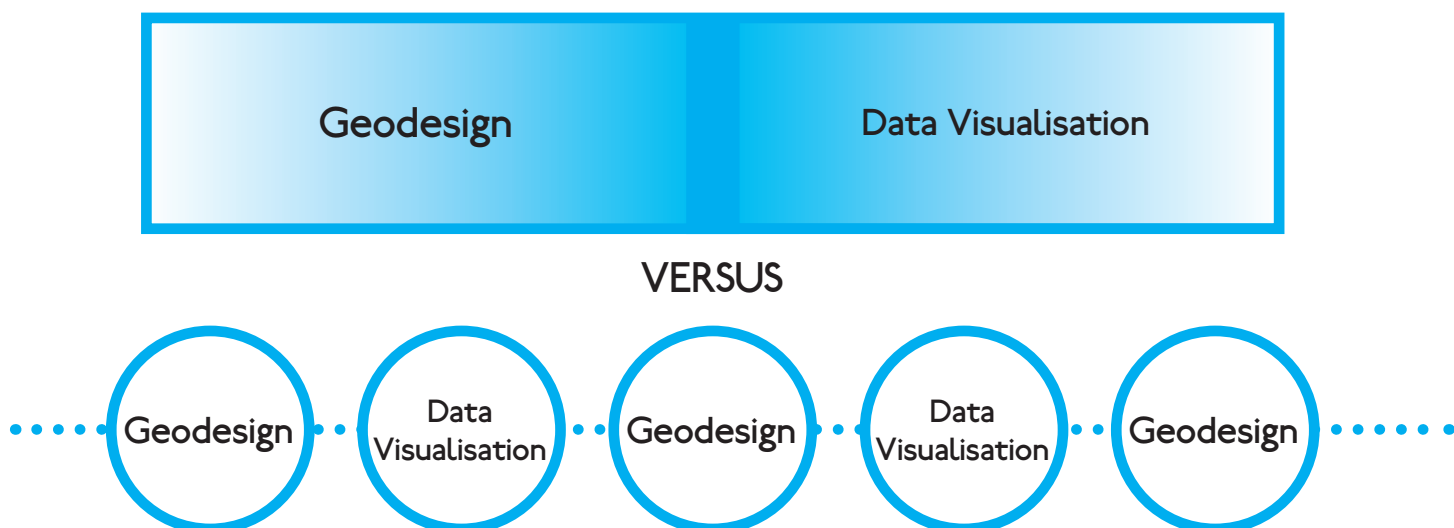 Geodesign
Data Visualisation
VERSUS
Geodesign
Data
Visualisation
Geodesign
Data
Visualisation
Geodesign